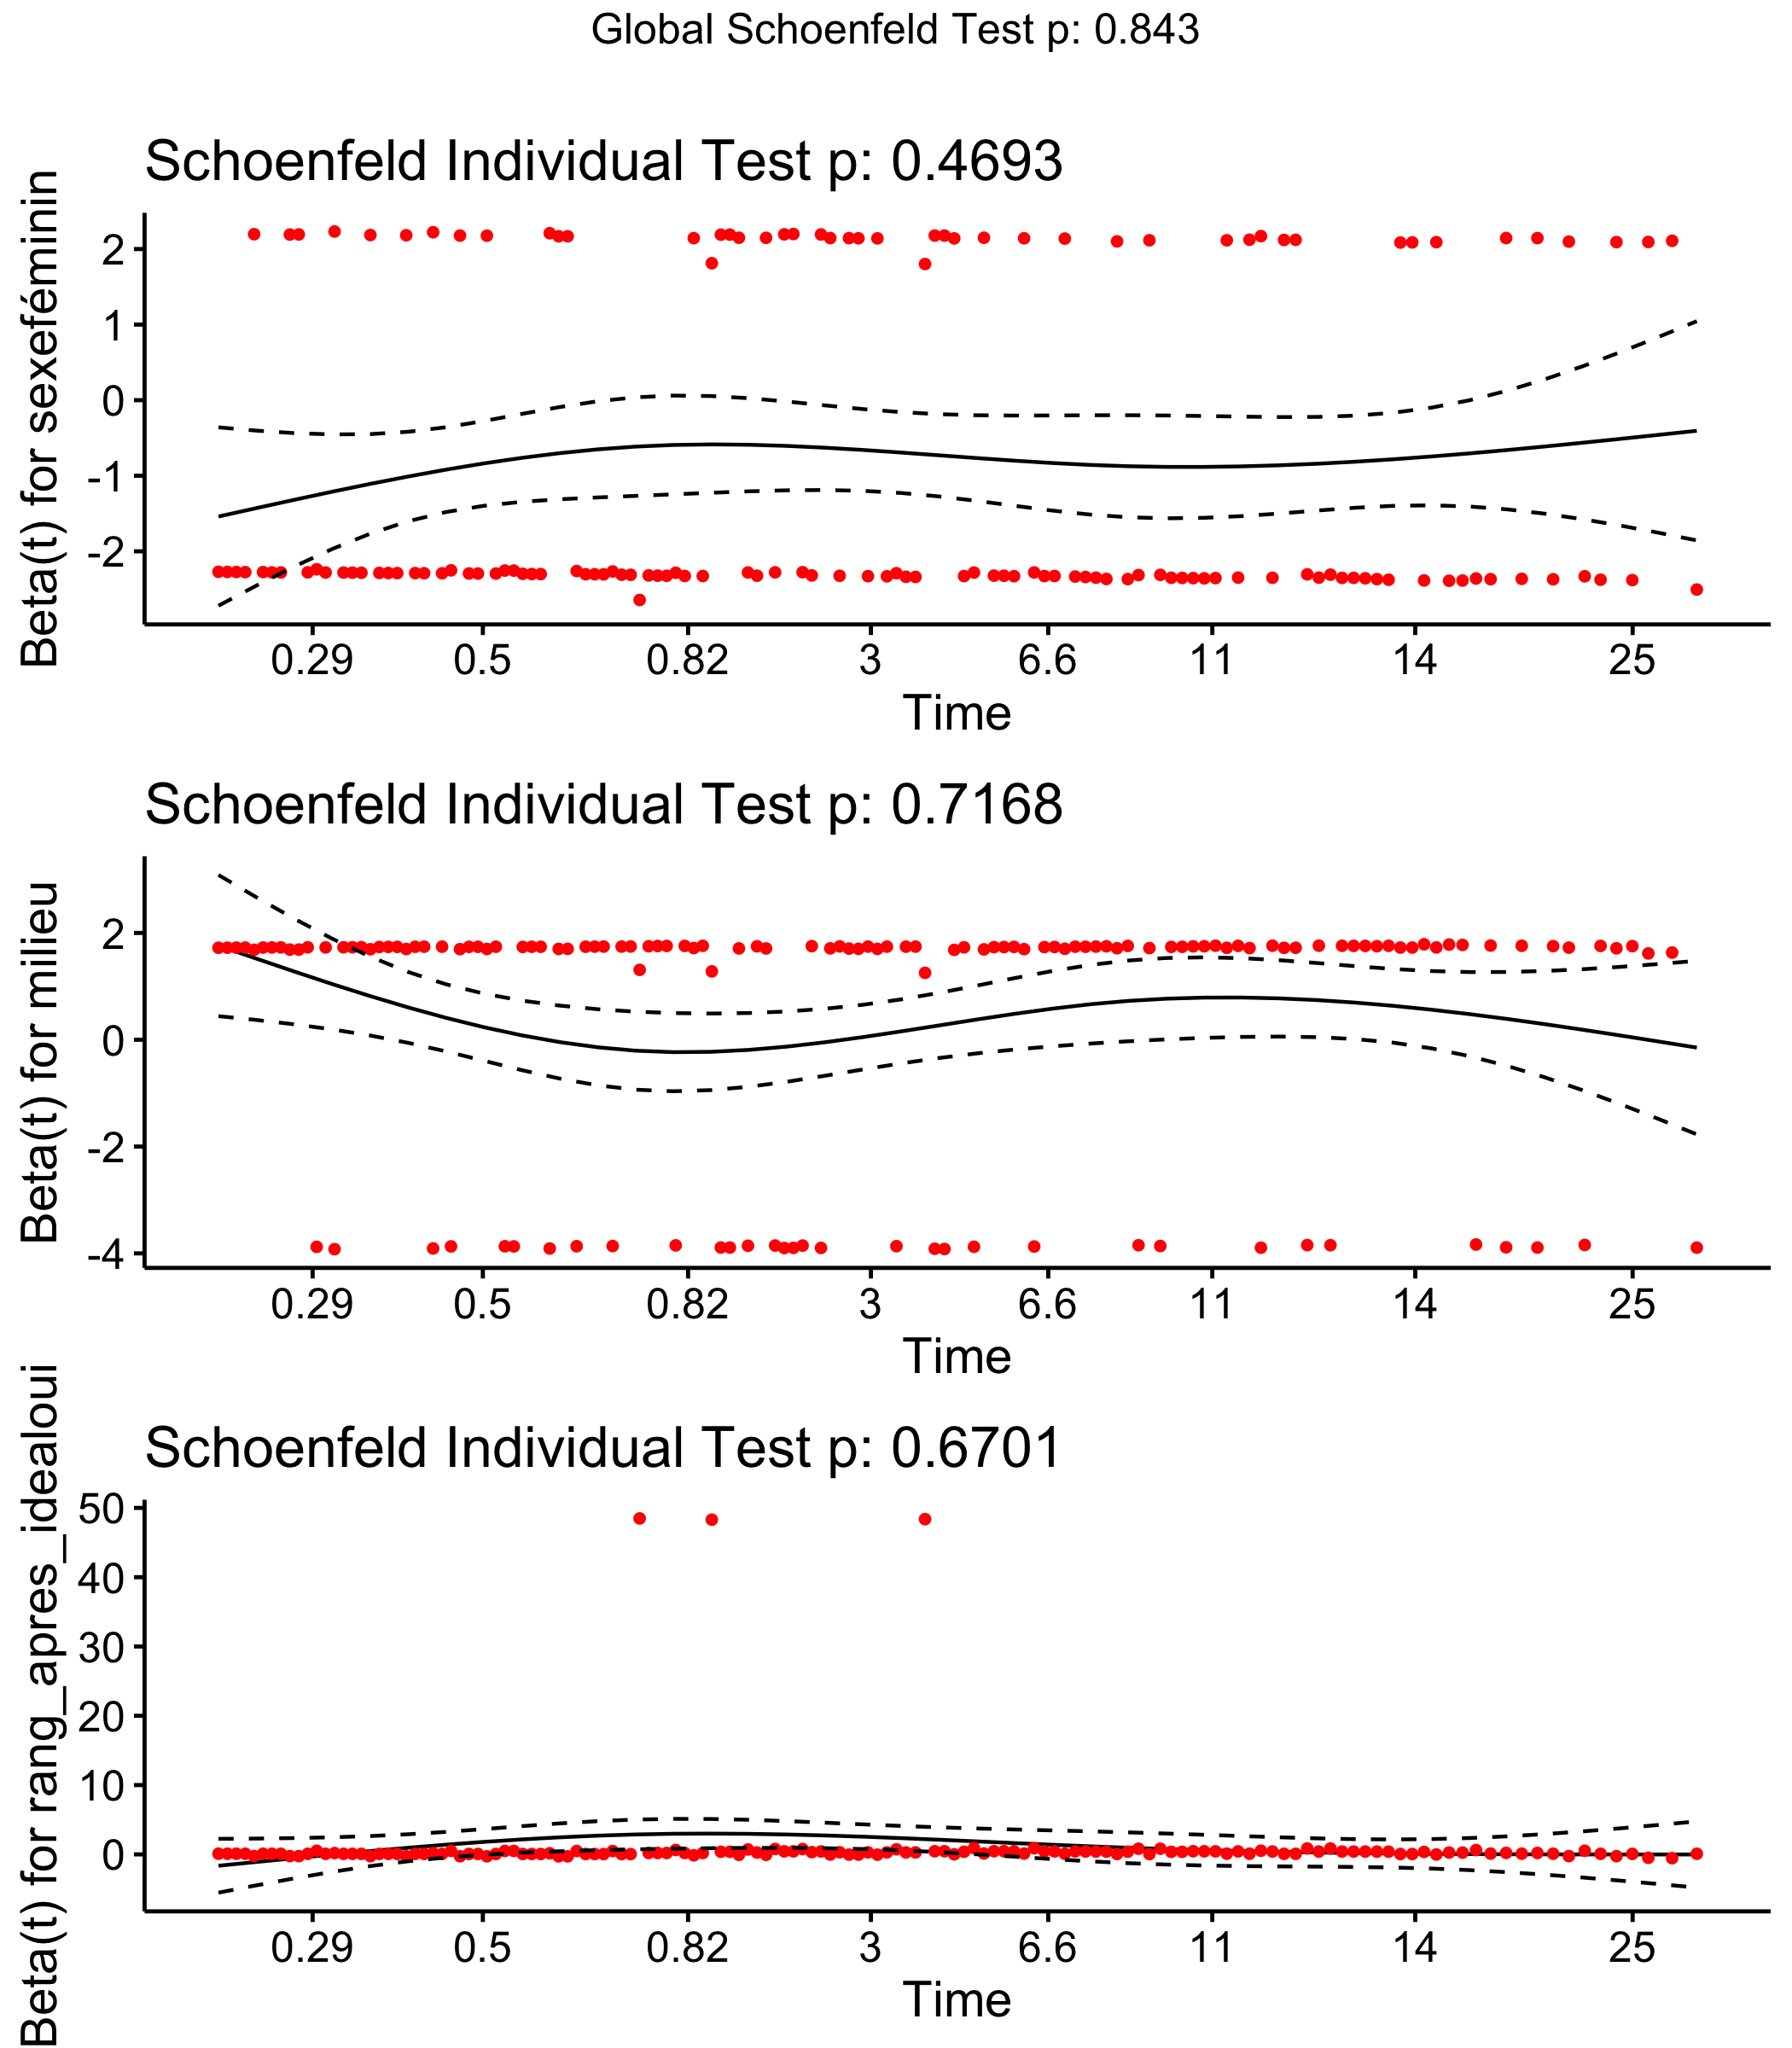 Global Schoenfeld Test p: 0.843
Schoenfeld Individual Test p: 0.4693
Beta(t) for sexeféminin
2
1
0
-1
-2
0.29 0.5 0.82 3 6.6 11 14 25
Time
Schoenfeld Individual Test p: 0.7168
Beta(t) for milieu
2
0
-2
-4
0.29 0.5 0.82 3 6.6 11 14 25
Time
Schoenfeld Individual Test p: 0.6701
Beta(t) for rang_apres_idealoui
50
40
30
20
10
0
0.29 0.5 0.82 3 6.6 11 14 25
Time